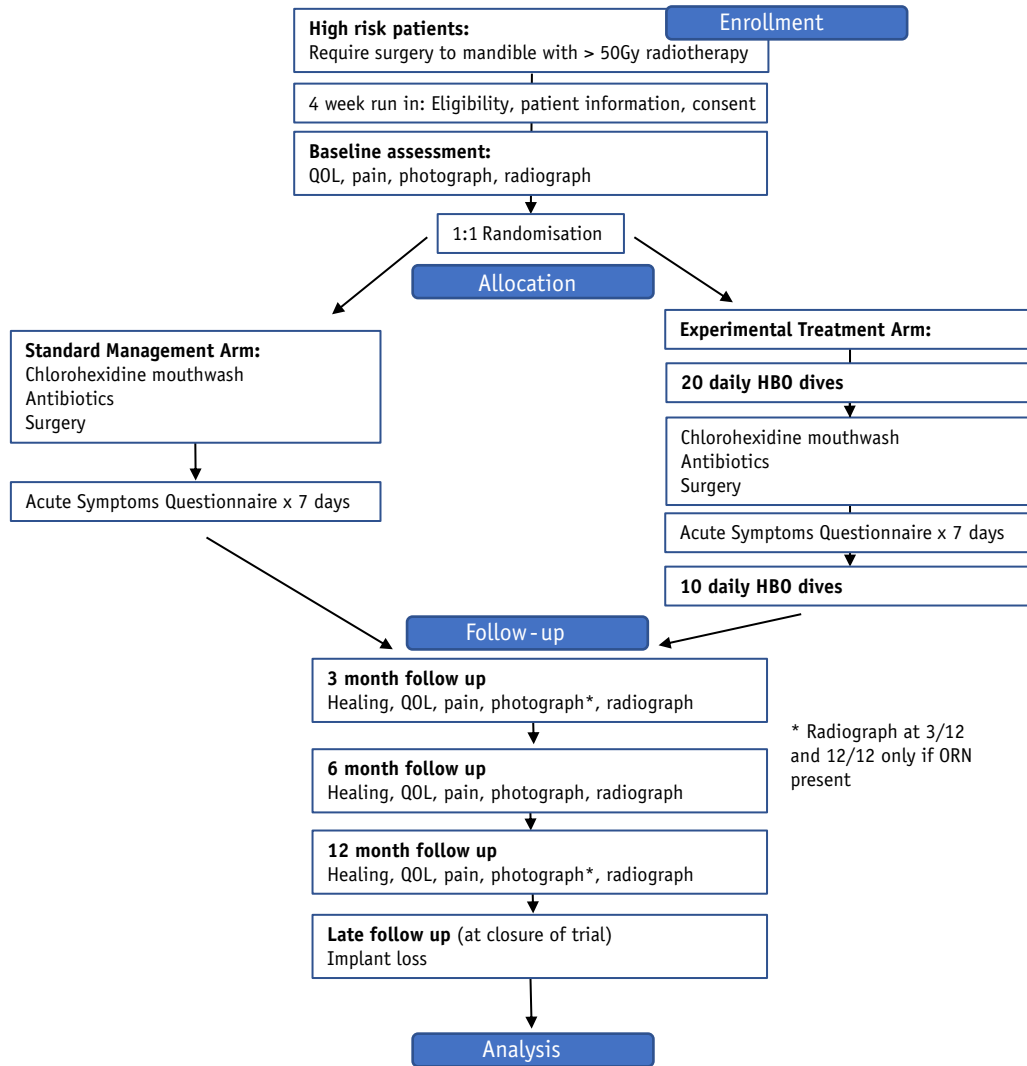 Enrollment
High risk patients:
Require surgery to mandible with > 50Gy radiotherapy
4 week run in: Eligibility, patient information, consent
Baseline assessment:
QOL, pain, photograph, radiograph
1:1 Randomisation
Allocation
Standard Management Arm:
Chlorohexidine mouthwash
Antibiotics
Surgery
Acute Symptoms Questionnaire x 7 days
Experimental Treatment Arm:
20 daily HBO dives
Chlorohexidine mouthwash
Antibiotics
Surgery
Acute Symptoms Questionnaire x 7 days
10 daily HBO dives
Follow-up
3 month follow up
Healing, QOL, pain, photograph*, radiograph
* Radiograph at 3/12
and 12/12 only if ORN
present
6 month follow up
Healing, QOL, pain, photograph, radiograph
12 month follow up
Healing, QOL, pain, photograph*, radiograph
Late follow up (at closure of trial)
Implant loss
Analysis